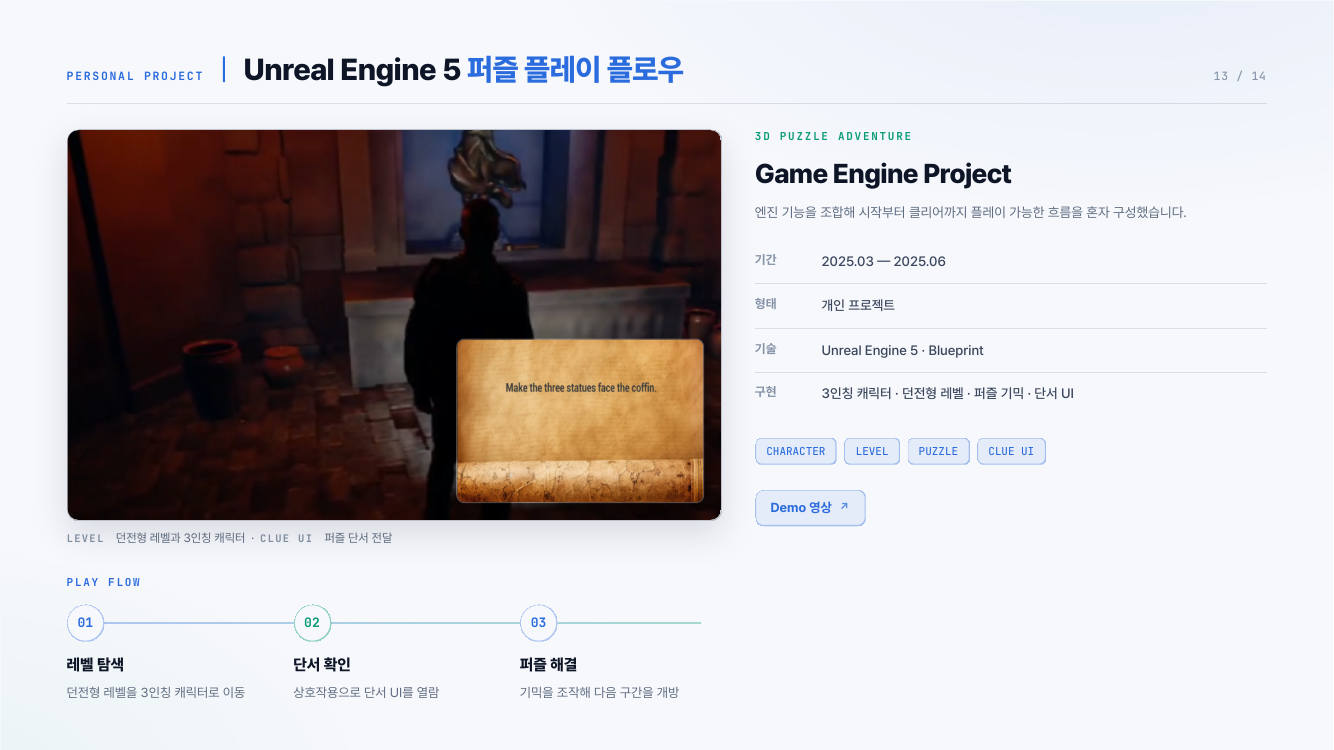 PERSONAL PROJECT
Unreal Engine 5 퍼즐 플레이 플로우
13 / 14
Make the three statues face the coffin.
LEVEL 던전형 레벨과 3인칭 캐릭터 · CLUE UI 퍼즐 단서 전달
PLAY FLOW
01
02
03
레벨 탐색
단서 확인
퍼즐 해결
던전형 레벨을 3인칭 캐릭터로 이동
상호작용으로 단서 UI를 열람
기믹을 조작해 다음 구간을 개방
3D PUZZLE ADVENTURE
Game Engine Project
엔진 기능을 조합해 시작부터 클리어까지 플레이 가능한 흐름을 혼자 구성했습니다.
기간 2025.03 — 2025.06
형태 개인 프로젝트
기술 Unreal Engine 5 · Blueprint
구현 3인칭 캐릭터 · 던전형 레벨 · 퍼즐 기믹 · 단서 UI
CHARACTER LEVEL PUZZLE CLUE UI
Demo 영상 ↗